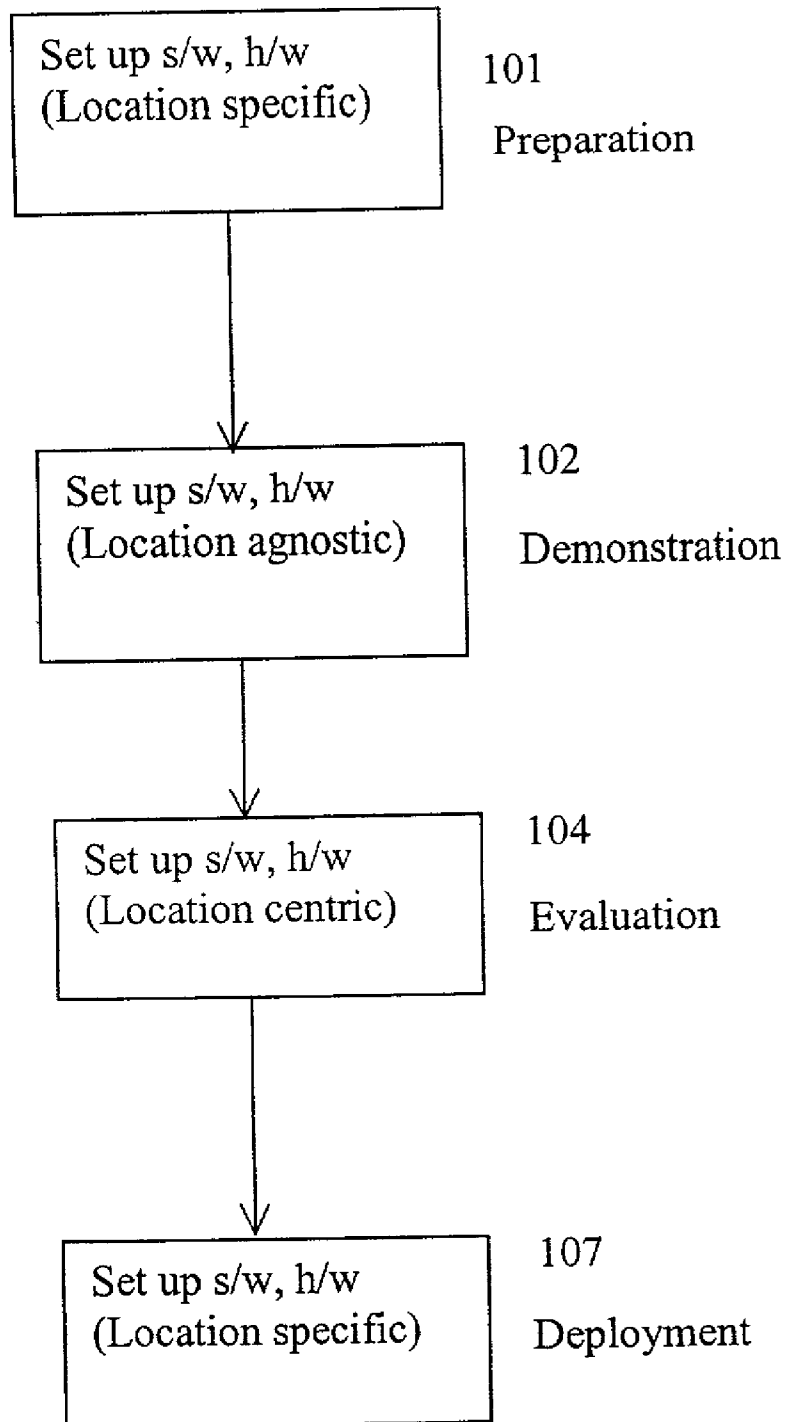 Set up s/w, h/w
(Location specific)
101
Preparation
Set up s/w, h/w
(Location agnostic)
102
Demonstration
Set up s/w, h/w
(Location centric)
104
Evaluation
Set up s/w, h/w
(Location specific)
107
Deployment